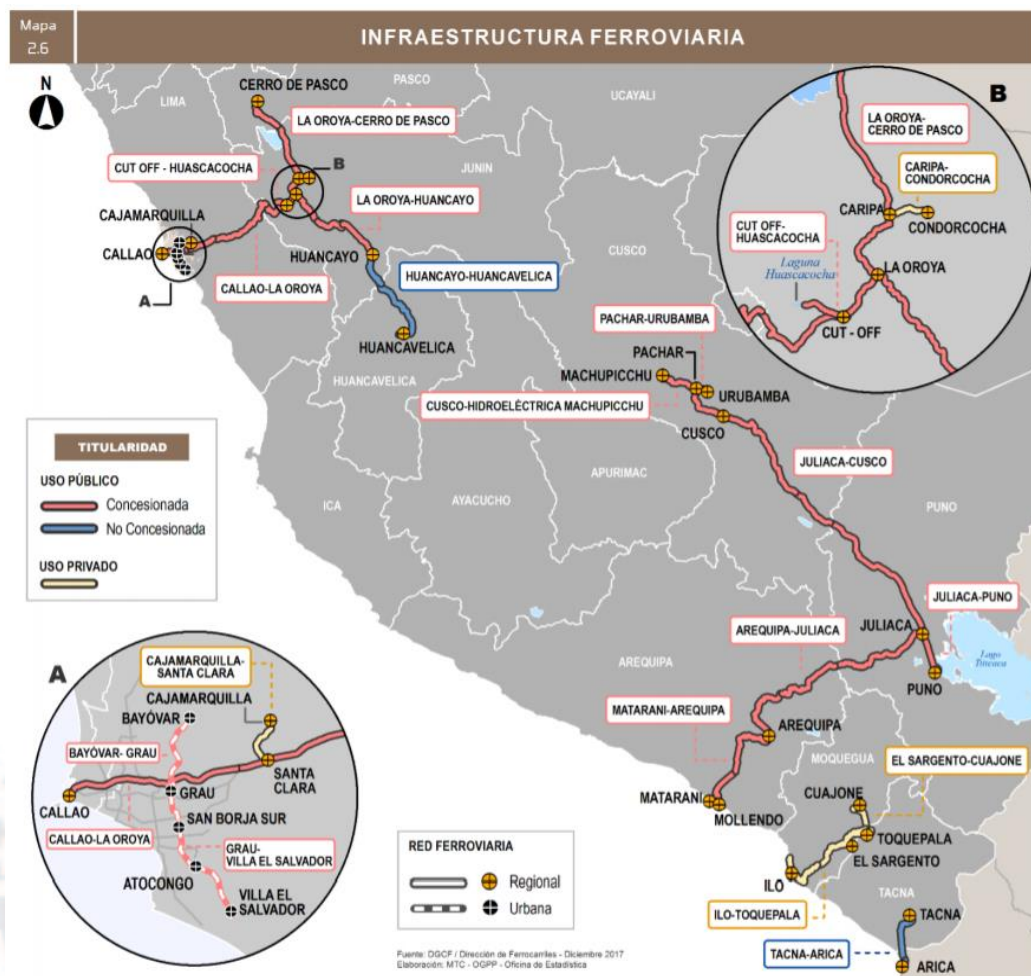 Mapa
2.6
INFRAESTRUCTURA FERROVIARIA
N
LIMA
PASCO
UCAYALI
JUNIN
CUSCO
HUANCAVELICA
ICA
AYACUCHO
APURIMAC
PUNO
AREQUIPA
MOQUEGUA
TACNA
CERRO DE PASCO
LA OROYA-CERRO DE PASCO
CUT OFF - HUASCACOCHA
B
CAJAMARQUILLA
CALLAO
A
LA OROYA-HUANCAYO
HUANCAYO
CALLAO-LA OROYA
HUANCAYO-HUANCAVELICA
HUANCAVELICA
PACHAR-URUBAMBA
PACHAR
MACHUPICCHU
URUBAMBA
CUSCO-HIDROELÉCTRICA MACHUPICCHU
CUSCO
JULIACA-CUSCO
JULIACA-PUNO
JULIACA
Lago
Titicaca
PUNO
AREQUIPA-JULIACA
MATARANI-AREQUIPA
AREQUIPA
MATARANI
MOLLENDO
EL SARGENTO-CUAJONE
CUAJONE
TOQUEPALA
EL SARGENTO
ILO
ILO-TOQUEPALA
TACNA
TACNA-ARICA
ARICA
B
LA OROYA-
CERRO DE PASCO
CARIPA-
CONDORCOCHA
CARIPA
CONDORCOCHA
CUT OFF-
HUASCACOCHA
Laguna
Huascacocha
LA OROYA
CUT - OFF
TITULARIDAD
USO PÚBLICO
Concesionada
No Concesionada
USO PRIVADO
A
CAJAMARQUILLA-
SANTA CLARA
CAJAMARQUILLA
BAYÓVAR
BAYÓVAR- GRAU
SANTA
CLARA
GRAU
CALLAO
CALLAO-LA OROYA
SAN BORJA SUR
GRAU-
VILLA EL SALVADOR
ATOCONGO
VILLA EL
SALVADOR
RED FERROVIARIA
Regional
Urbana
Fuente: DGCF / Dirección de Ferrocarriles - Diciembre 2017
Elaboración: MTC - OGPP - Oficina de Estadística